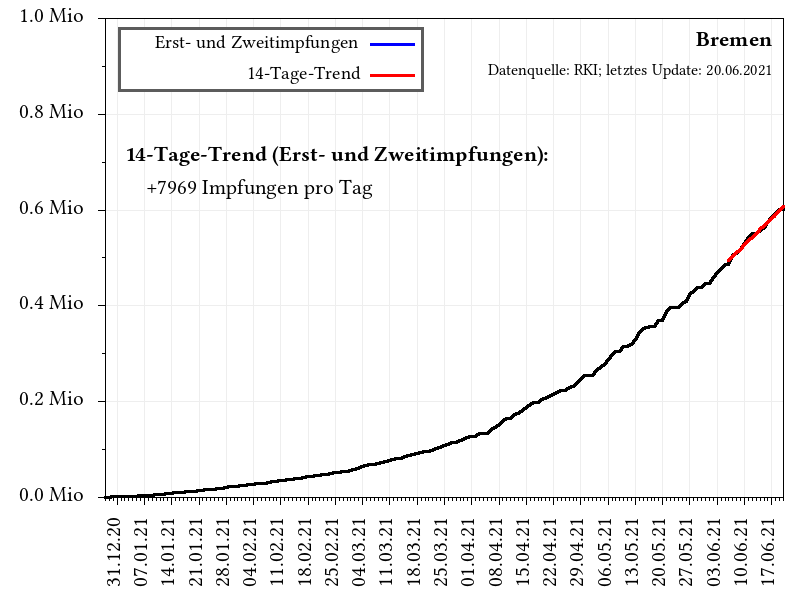 1.0 Mio
0.8 Mio
0.6 Mio
0.4 Mio
0.2 Mio
0.0 Mio
Erst- und Zweitimpfungen
14-Tage-Trend
Bremen
Datenquelle: RKI; letztes Update: 20.06.2021
14-Tage-Trend (Erst- und Zweitimpfungen):
+7969 Impfungen pro Tag
31.12.20
07.01.21
14.01.21
21.01.21
28.01.21
04.02.21
11.02.21
18.02.21
25.02.21
04.03.21
11.03.21
18.03.21
25.03.21
01.04.21
08.04.21
15.04.21
22.04.21
29.04.21
06.05.21
13.05.21
20.05.21
27.05.21
03.06.21
10.06.21
17.06.21